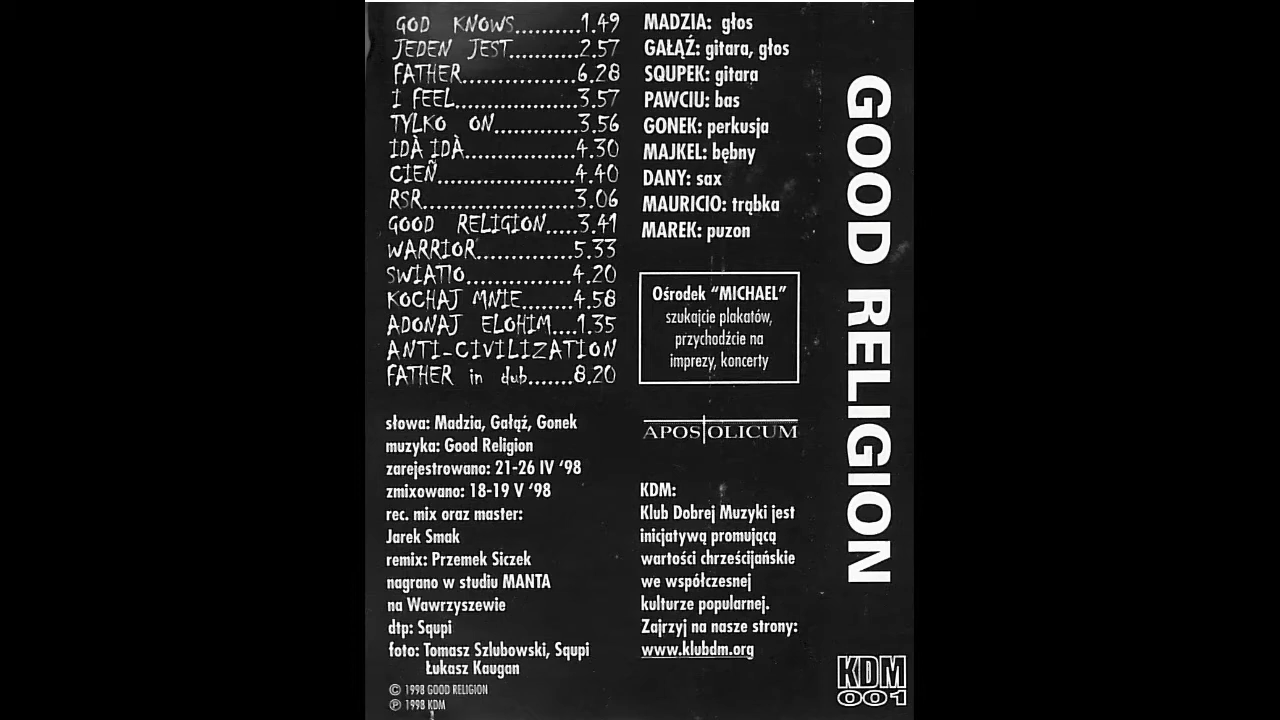 GOD KNOWS..........1.49
JEDEN JEST..........2.57
FATHER................6.28
I FEEL...................3.57
TYLKO ON.............3.56
IDÀ IDÀ.................4.30
CIEÑ.....................4.40
RSR.......................3.06
GOOD RELIGION.....3.41
WARRIOR..............5.33
SWIATŁO...............4.20
KOCHAJ MNIE........4.58
ADONAJ ELOHIM....1.35
ANTI-CIVILIZATION
FATHER in dub.......8.20
słowa: Madzia, Gałąź, Gonek
muzyka: Good Religion
zarejestrowano: 21-26 IV ‘98
zmixowano: 18-19 V ‘98
rec. mix oraz master:
Jarek Smak
remix: Przemek Siczek
nagrano w studiu MANTA
na Wawrzyszewie
dtp: Squpi
foto: Tomasz Szlubowski, Squpi
Łukasz Kaugan
© 1998 GOOD RELIGION
℗ 1998 KDM
MADZIA: głos
GAŁĄŹ: gitara, głos
SQUPEK: gitara
PAWCIU: bas
GONEK: perkusja
MAJKEL: bębny
DANY: sax
MAURICIO: trąbka
MAREK: puzon
Ośrodek “MICHAEL”
szukajcie plakatów,
przychodźcie na
imprezy, koncerty
APOSTOLICUM
KDM:
Klub Dobrej Muzyki jest
inicjatywą promującą
wartości chrześcijańskie
we współczesnej
kulturze popularnej.
Zajrzyj na nasze strony:
www.klubdm.org
GOOD RELIGION
KDM
001